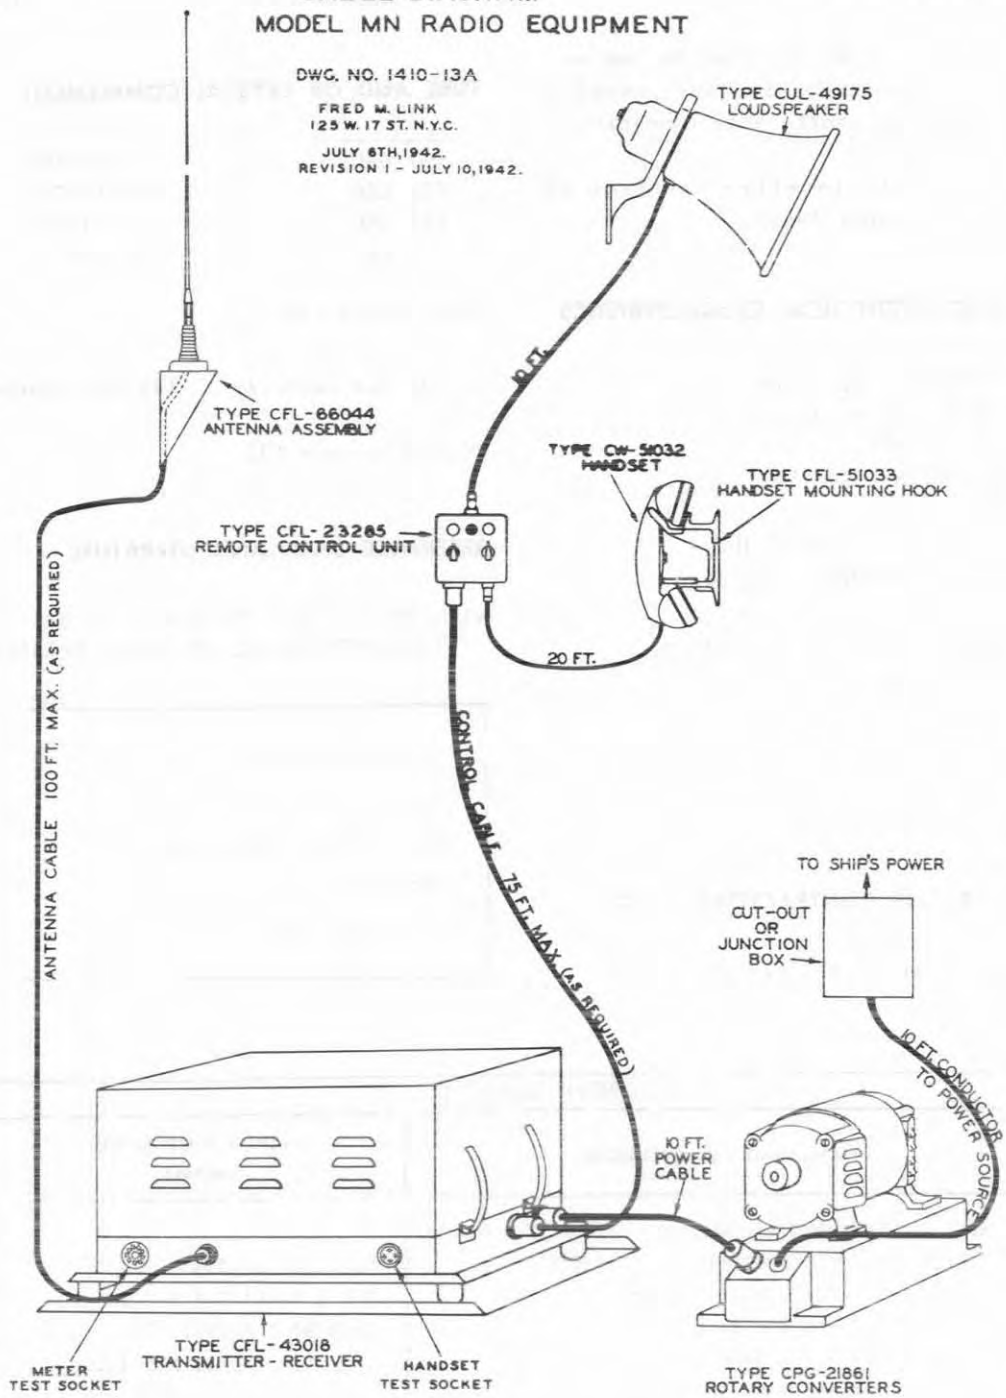 MODEL MN RADIO EQUIPMENT
DWG. NO. 1410-13A
FRED M. LINK
125 W. 17 ST. N.Y.C.
JULY 6TH, 1942.
REVISION 1 - JULY 10, 1942.
TYPE CUL-49175
LOUDSPEAKER
10 FT.
TYPE CFL-66044
ANTENNA ASSEMBLY
TYPE CW-51032
HANDSET
TYPE CFL-51033
HANDSET MOUNTING HOOK
TYPE CFL-23285
REMOTE CONTROL UNIT
20 FT.
ANTENNA CABLE 100 FT. MAX. (AS REQUIRED)
CONTROL CABLE, 75 FT. MAX. (AS REQUIRED)
TO SHIP'S POWER
CUT-OUT
OR
JUNCTION
BOX
10 FT. CONDUCTOR
TO POWER SOURCE
10 FT.
POWER
CABLE
TYPE CFL-43018
TRANSMITTER - RECEIVER
METER
TEST SOCKET
HANDSET
TEST SOCKET
TYPE CPG-21861
ROTARY CONVERTERS